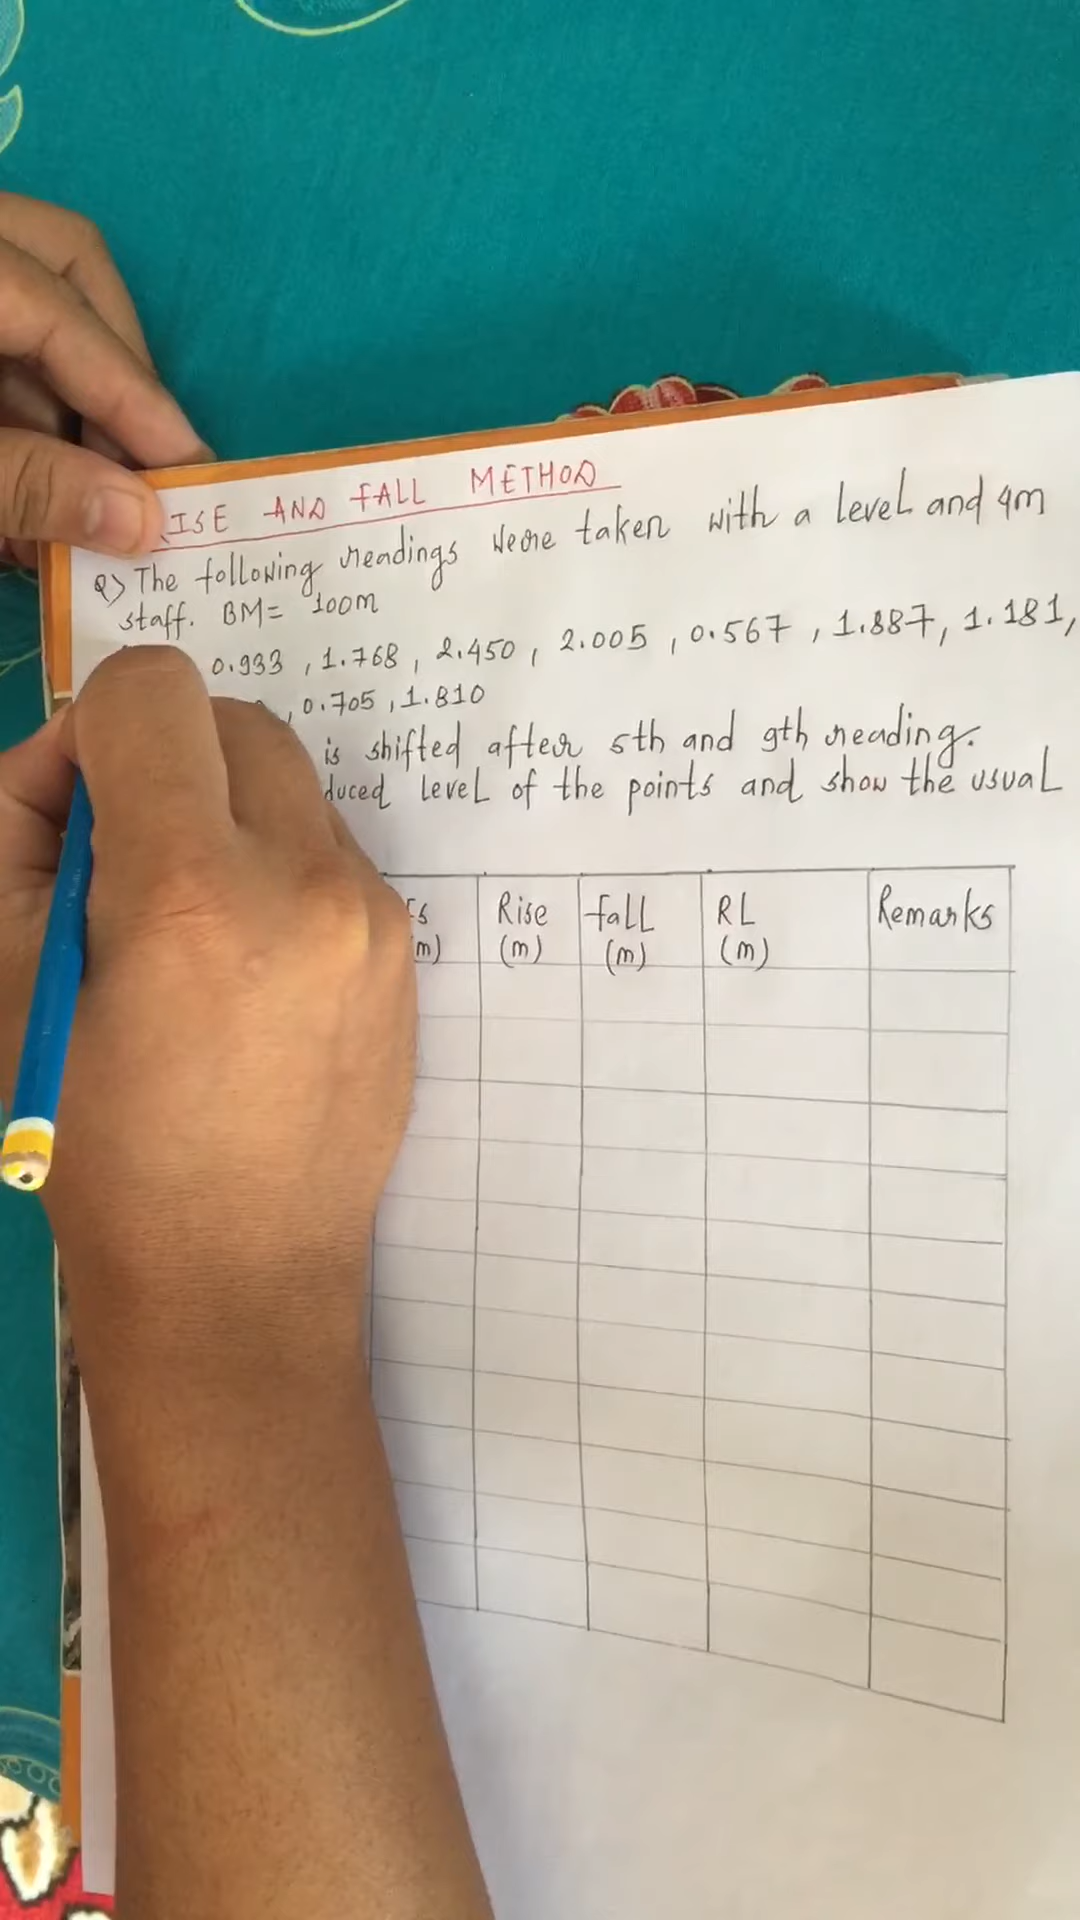 ISE AND FALL METHOD
Q) The following readings were taken with a level and 4m
staff. BM= 100m
0.933 , 1.768 , 2.450 , 2.005 , 0.567 , 1.887, 1.181,
, 0.705 , 1.810
is shifted after 5th and 9th reading.
duced level of the points and show the usual
FS Rise fall RL Remarks
(m) (m) (m) (m)